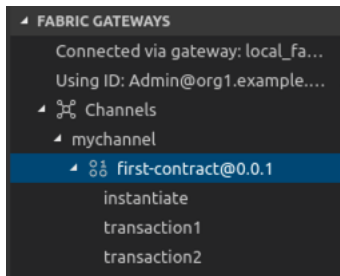 FABRIC GATEWAYS
Connected via gateway: local_fa...
Using ID: Admin@org1.example....
Channels
mychannel
first-contract@0.0.1
instantiate
transaction1
transaction2